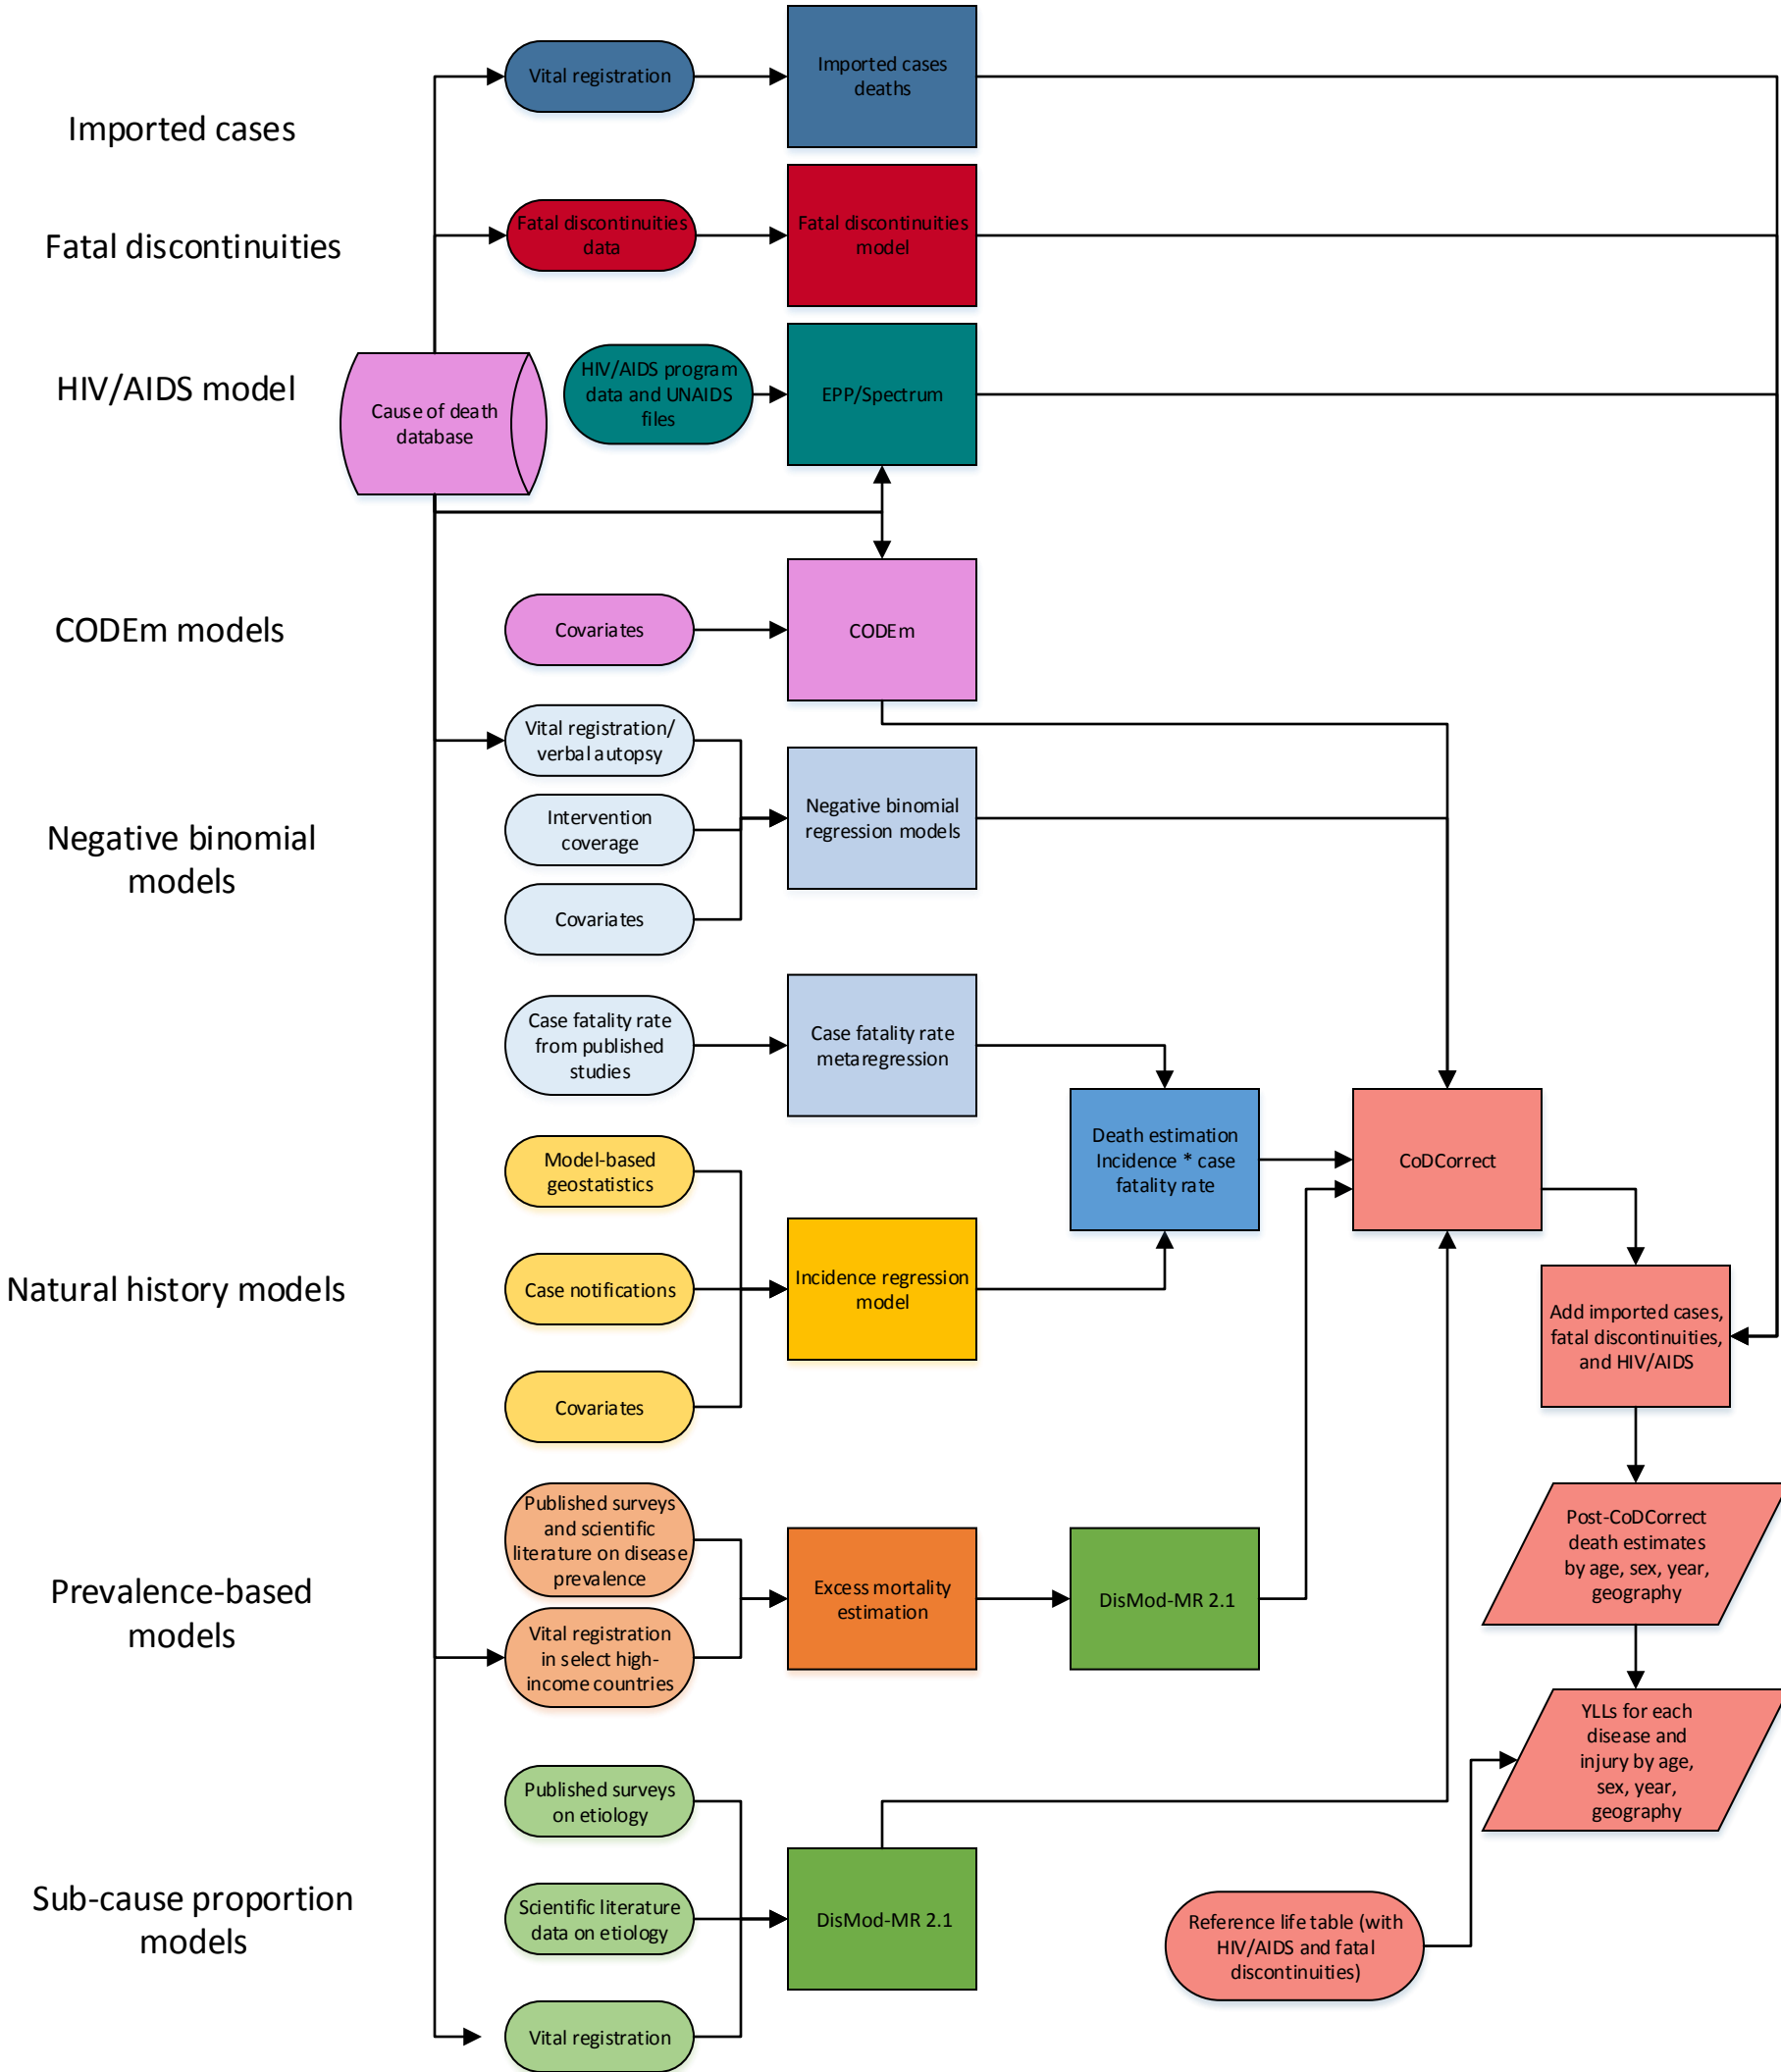 Imported cases
Vital registration
Imported cases
deaths
Fatal discontinuities
Fatal discontinuities
data
Fatal discontinuities
model
HIV/AIDS model
Cause of death
database
HIV/AIDS program
data and UNAIDS
files
EPP/Spectrum
CODEm models
Covariates
CODEm
Negative binomial
models
Vital registration/
verbal autopsy
Intervention
coverage
Covariates
Negative binomial
regression models
Natural history models
Case fatality rate
from published
studies
Case fatality rate
metaregression
Model-based
geostatistics
Case notifications
Covariates
Incidence regression
model
Death estimation
Incidence * case
fatality rate
CoDCorrect
Add imported cases,
fatal discontinuities,
and HIV/AIDS
Prevalence-based
models
Published surveys
and scientific
literature on disease
prevalence
Vital registration
in select high-
income countries
Excess mortality
estimation
DisMod-MR 2.1
Post-CoDCorrect
death estimates
by age, sex, year,
geography
YLLs for each
disease and
injury by age,
sex, year,
geography
Sub-cause proportion
models
Published surveys
on etiology
Scientific literature
data on etiology
Vital registration
DisMod-MR 2.1
Reference life table (with
HIV/AIDS and fatal
discontinuities)